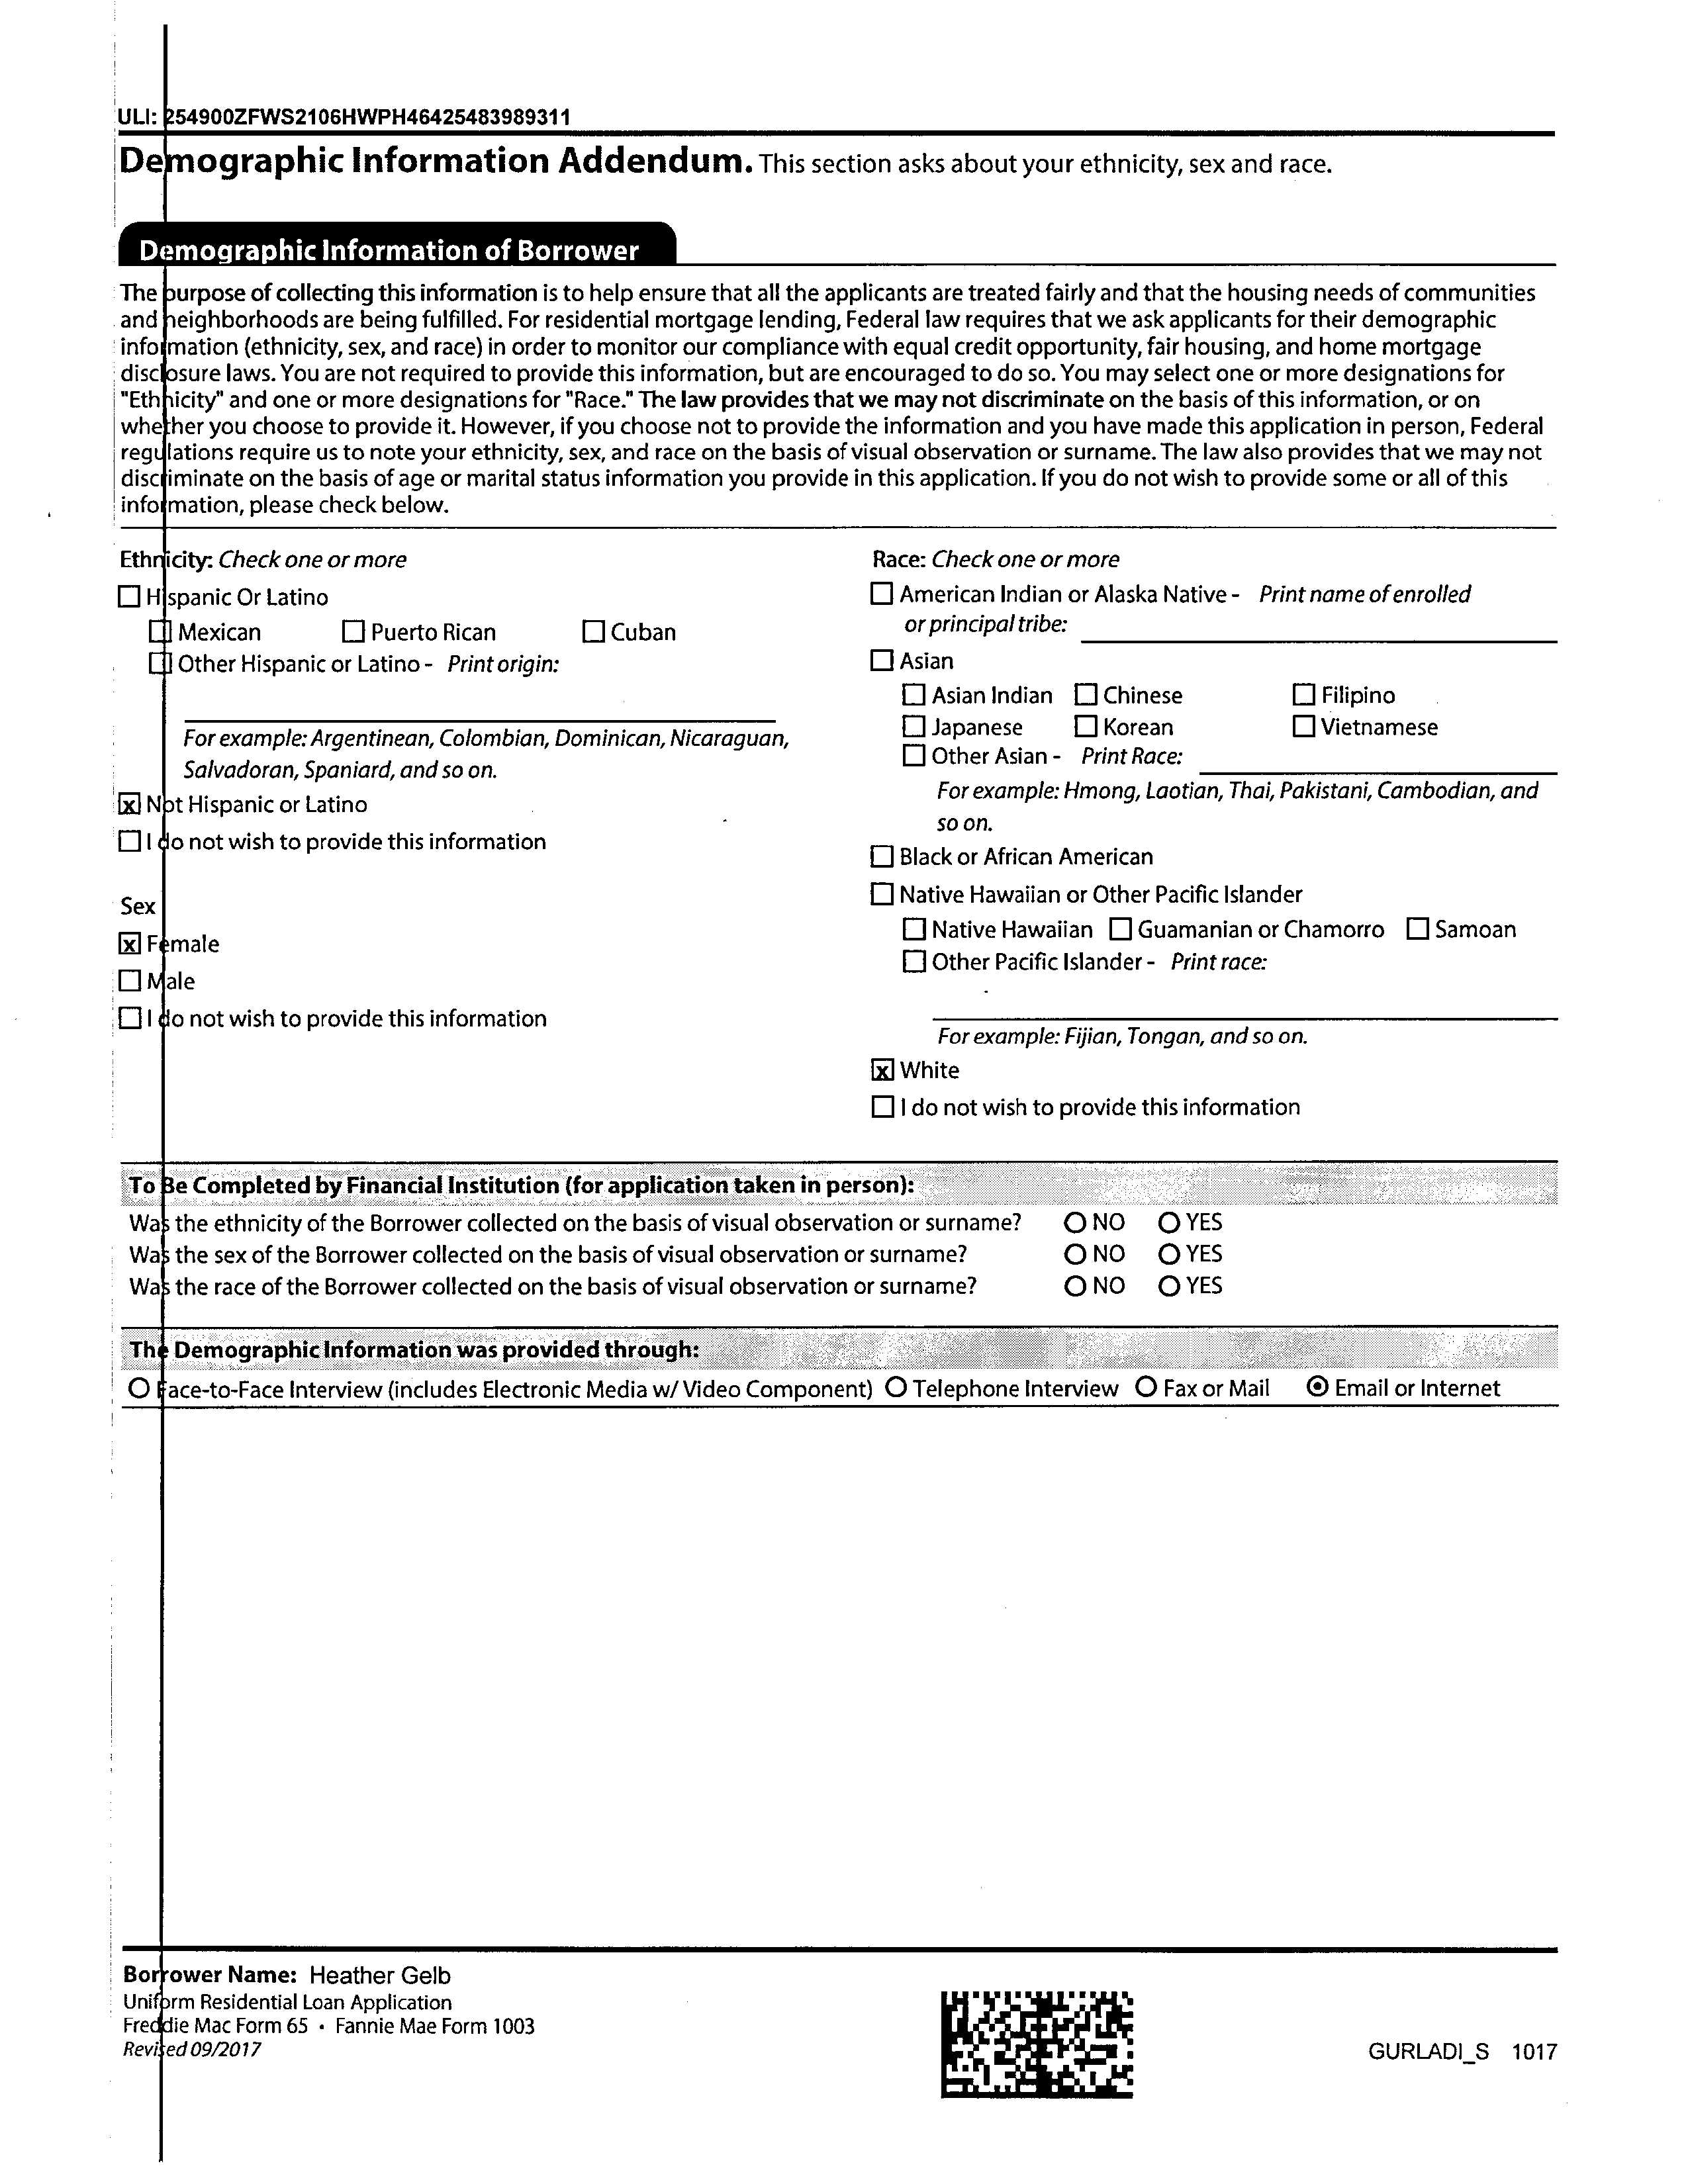 ULI: 254900ZFWS2106HWPH46425483989311
Demographic Information Addendum. This section asks about your ethnicity, sex and race.
Demographic Information of Borrower
The purpose of collecting this information is to help ensure that all the applicants are treated fairly and that the housing needs of communities
and neighborhoods are being fulfilled. For residential mortgage lending, Federal law requires that we ask applicants for their demographic
information (ethnicity, sex, and race) in order to monitor our compliance with equal credit opportunity, fair housing, and home mortgage
disclosure laws. You are not required to provide this information, but are encouraged to do so. You may select one or more designations for
"Ethnicity" and one or more designations for "Race." The law provides that we may not discriminate on the basis of this information, or on
whether you choose to provide it. However, if you choose not to provide the information and you have made this application in person, Federal
regulations require us to note your ethnicity, sex, and race on the basis of visual observation or surname. The law also provides that we may not
discriminate on the basis of age or marital status information you provide in this application. If you do not wish to provide some or all of this
information, please check below.
Ethnicity: Check one or more
Hispanic Or Latino
Mexican Puerto Rican Cuban
Other Hispanic or Latino - Print origin:
For example: Argentinean, Colombian, Dominican, Nicaraguan,
Salvadoran, Spaniard, and so on.
x Not Hispanic or Latino
I do not wish to provide this information
Sex
x Female
Male
I do not wish to provide this information
Race: Check one or more
American Indian or Alaska Native - Print name of enrolled
or principal tribe:
Asian
Asian Indian Chinese Filipino
Japanese Korean Vietnamese
Other Asian - Print Race:
For example: Hmong, Laotian, Thai, Pakistani, Cambodian, and
so on.
Black or African American
Native Hawaiian or Other Pacific Islander
Native Hawaiian Guamanian or Chamorro Samoan
Other Pacific Islander - Print race:
For example: Fijian, Tongan, and so on.
x White
I do not wish to provide this information
To Be Completed by Financial Institution (for application taken in person):
Was the ethnicity of the Borrower collected on the basis of visual observation or surname? NO YES
Was the sex of the Borrower collected on the basis of visual observation or surname? NO YES
Was the race of the Borrower collected on the basis of visual observation or surname? NO YES
The Demographic Information was provided through:
Face-to-Face Interview (includes Electronic Media w/ Video Component) Telephone Interview Fax or Mail Email or Internet
Borrower Name: Heather Gelb
Uniform Residential Loan Application
Freddie Mac Form 65 • Fannie Mae Form 1003
Revised 09/2017
GURLADI_S 1017